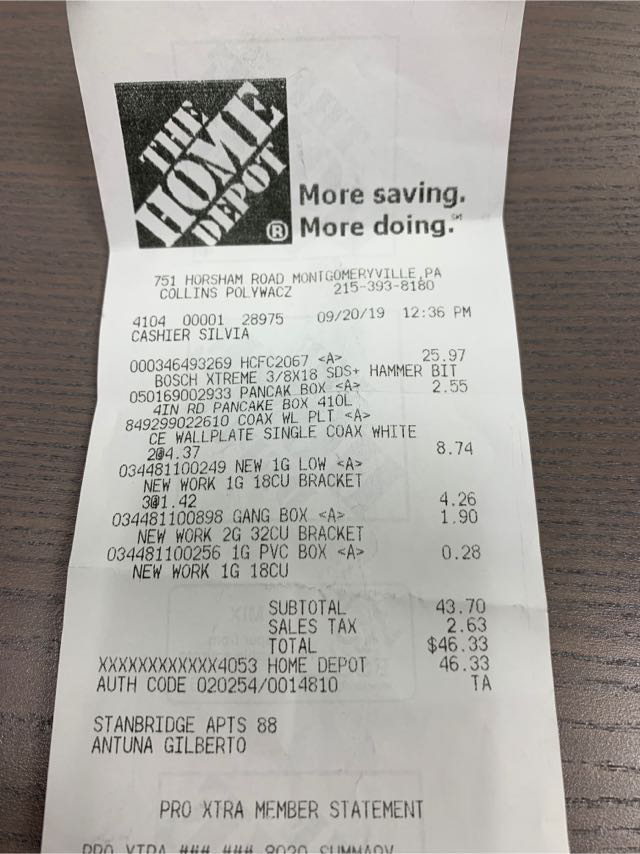 THE
HOME
DEPOT
®
More saving.
More doing.℠
751 HORSHAM ROAD MONTGOMERYVILLE,PA
COLLINS POLYWACZ 215-393-8180
4104 00001 28975 09/20/19 12:36 PM
CASHIER SILVIA
000346493269 HCFC2067 <A> 25.97
BOSCH XTREME 3/8X18 SDS+ HAMMER BIT
050169002933 PANCAK BOX <A> 2.55
4IN RD PANCAKE BOX 410L
849299022610 COAX WL PLT <A>
CE WALLPLATE SINGLE COAX WHITE
2@4.37 8.74
034481100249 NEW 1G LOW <A>
NEW WORK 1G 18CU BRACKET
3@1.42 4.26
034481100898 GANG BOX <A> 1.90
NEW WORK 2G 32CU BRACKET
034481100256 1G PVC BOX <A> 0.28
NEW WORK 1G 18CU
SUBTOTAL 43.70
SALES TAX 2.63
TOTAL $46.33
XXXXXXXXXXXX4053 HOME DEPOT 46.33
AUTH CODE 020254/0014810 TA
STANBRIDGE APTS 88
ANTUNA GILBERTO
PRO XTRA MEMBER STATEMENT
PRO XTRA ###-###-8020 SUMMARY